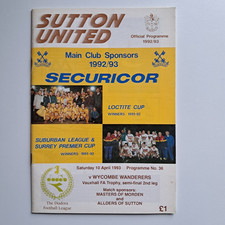 SUTTON
UNITED
Official Programme
1992/93
Main Club Sponsors
1992/93
SECURICOR
LOCTITE CUP
WINNERS 1991-92
SUBURBAN LEAGUE &
SURREY PREMIER CUP
WINNERS 1991-92
Saturday 10 April 1993 Programme No. 36
v WYCOMBE WANDERERS
Vauxhall FA Trophy, semi-final 2nd leg
Match sponsors:
MASTERS OF MORDEN
and
ALLDERS OF SUTTON
The Diadora
Football League
£1